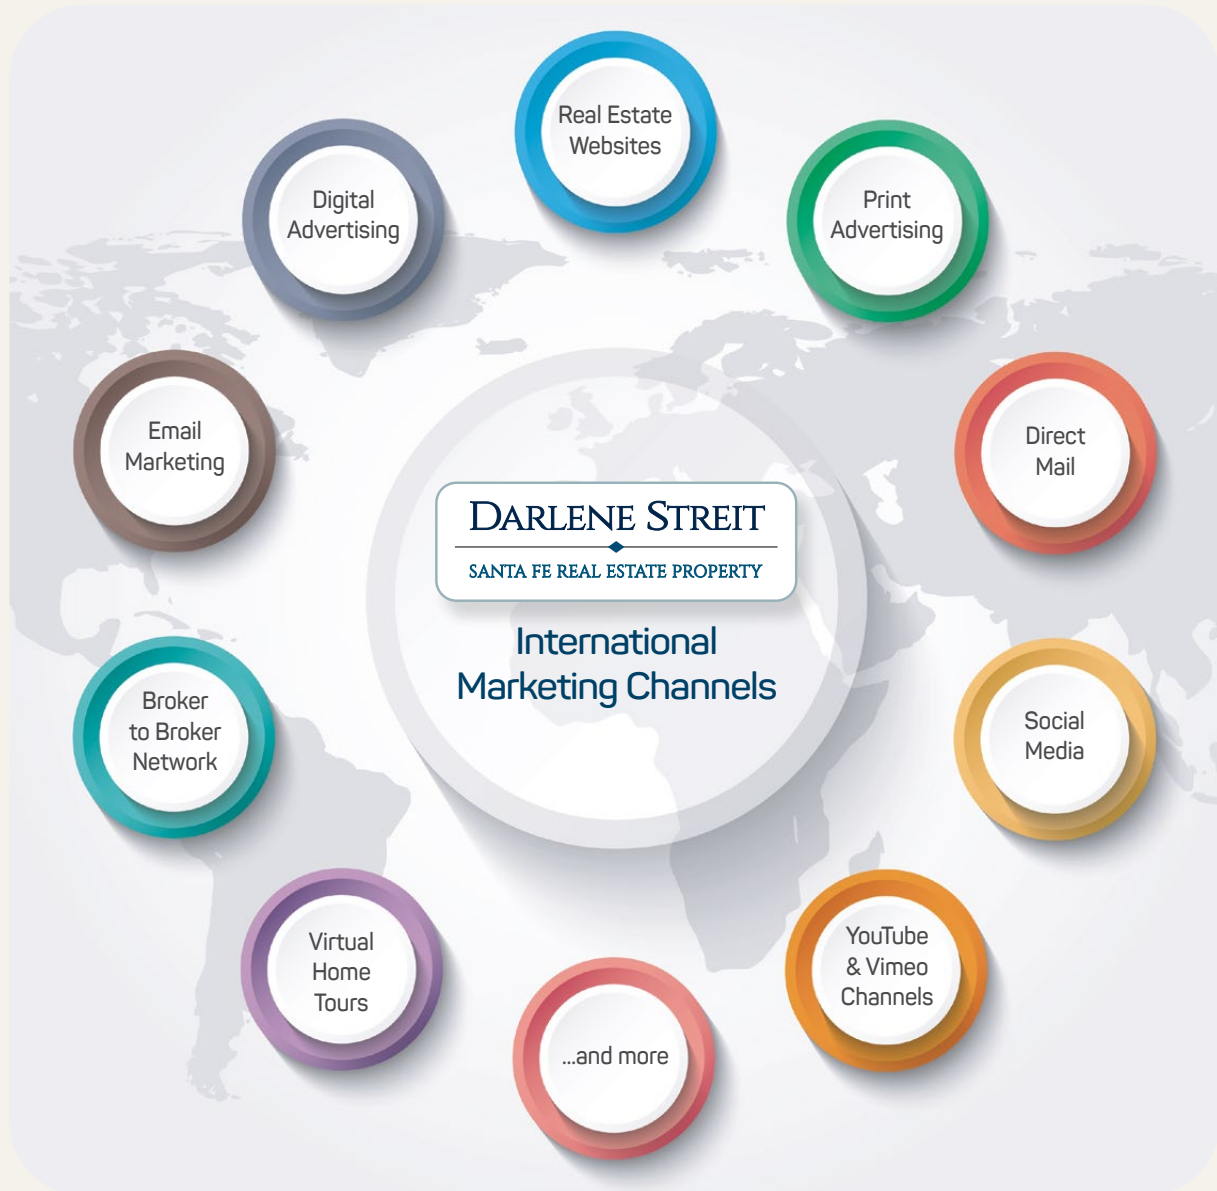 Real Estate
Websites
Print
Advertising
Direct
Mail
Social
Media
YouTube
& Vimeo
Channels
...and more
Virtual
Home
Tours
Broker
to Broker
Network
Email
Marketing
Digital
Advertising
DARLENE STREIT
SANTA FE REAL ESTATE PROPERTY
International
Marketing Channels